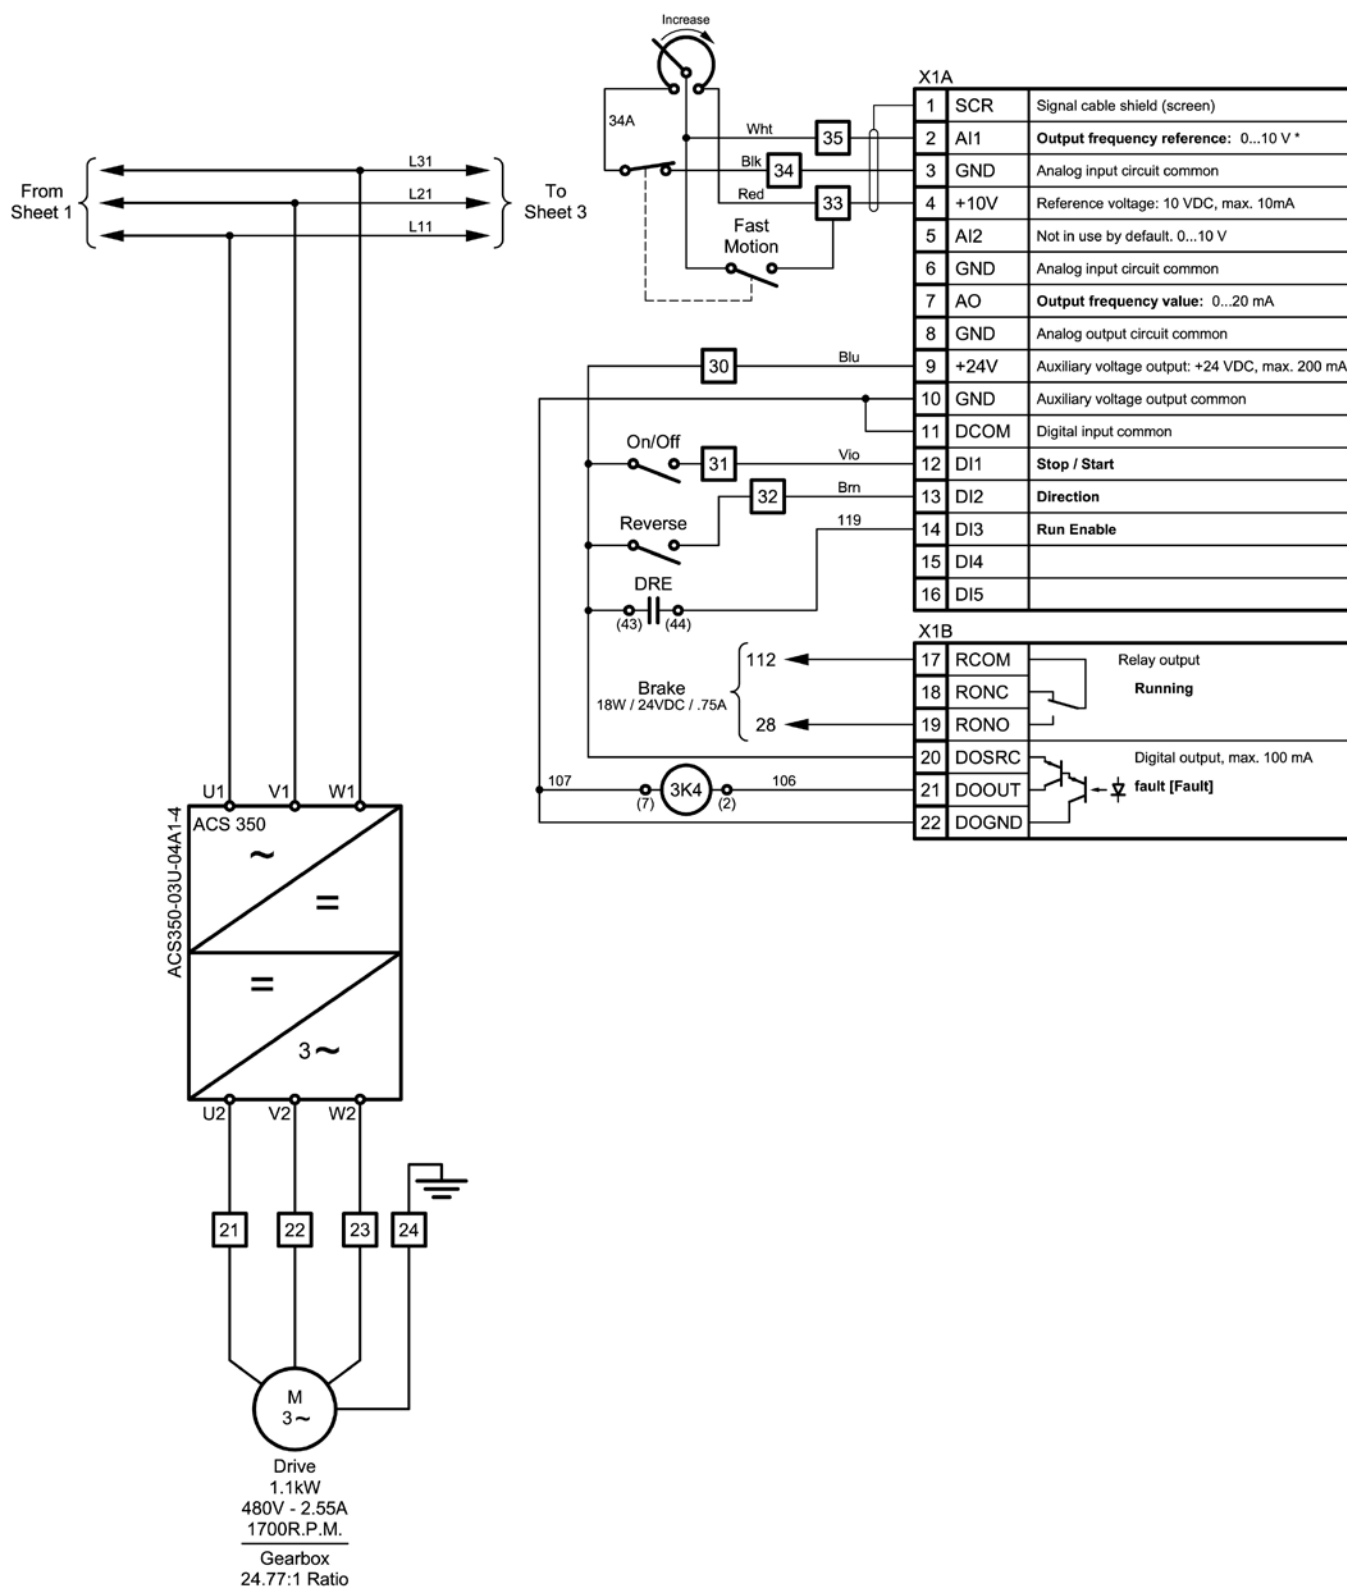 Increase
34A
Wht
35
Blk
34
Red
33
Fast
Motion
From
Sheet 1
L31
L21
L11
To
Sheet 3
X1A
1 SCR Signal cable shield (screen)
2 AI1 Output frequency reference: 0...10 V *
3 GND Analog input circuit common
4 +10V Reference voltage: 10 VDC, max. 10mA
5 AI2 Not in use by default. 0...10 V
6 GND Analog input circuit common
7 AO Output frequency value: 0...20 mA
8 GND Analog output circuit common
9 +24V Auxiliary voltage output: +24 VDC, max. 200 mA
10 GND Auxiliary voltage output common
11 DCOM Digital input common
12 DI1 Stop / Start
13 DI2 Direction
14 DI3 Run Enable
15 DI4
16 DI5
30
Blu
On/Off
31
Vio
32
Brn
Reverse
119
DRE
(43) (44)
X1B
17 RCOM Relay output
18 RONC Running
19 RONO
20 DOSRC Digital output, max. 100 mA
21 DOOUT fault [Fault]
22 DOGND
112
Brake
18W / 24VDC / .75A
28
107
3K4
106
(7) (2)
U1 V1 W1
ACS 350
ACS350-03U-04A1-4
~
=
=
3~
U2 V2 W2
21 22 23 24
M
3~
Drive
1.1kW
480V - 2.55A
1700R.P.M.
Gearbox
24.77:1 Ratio